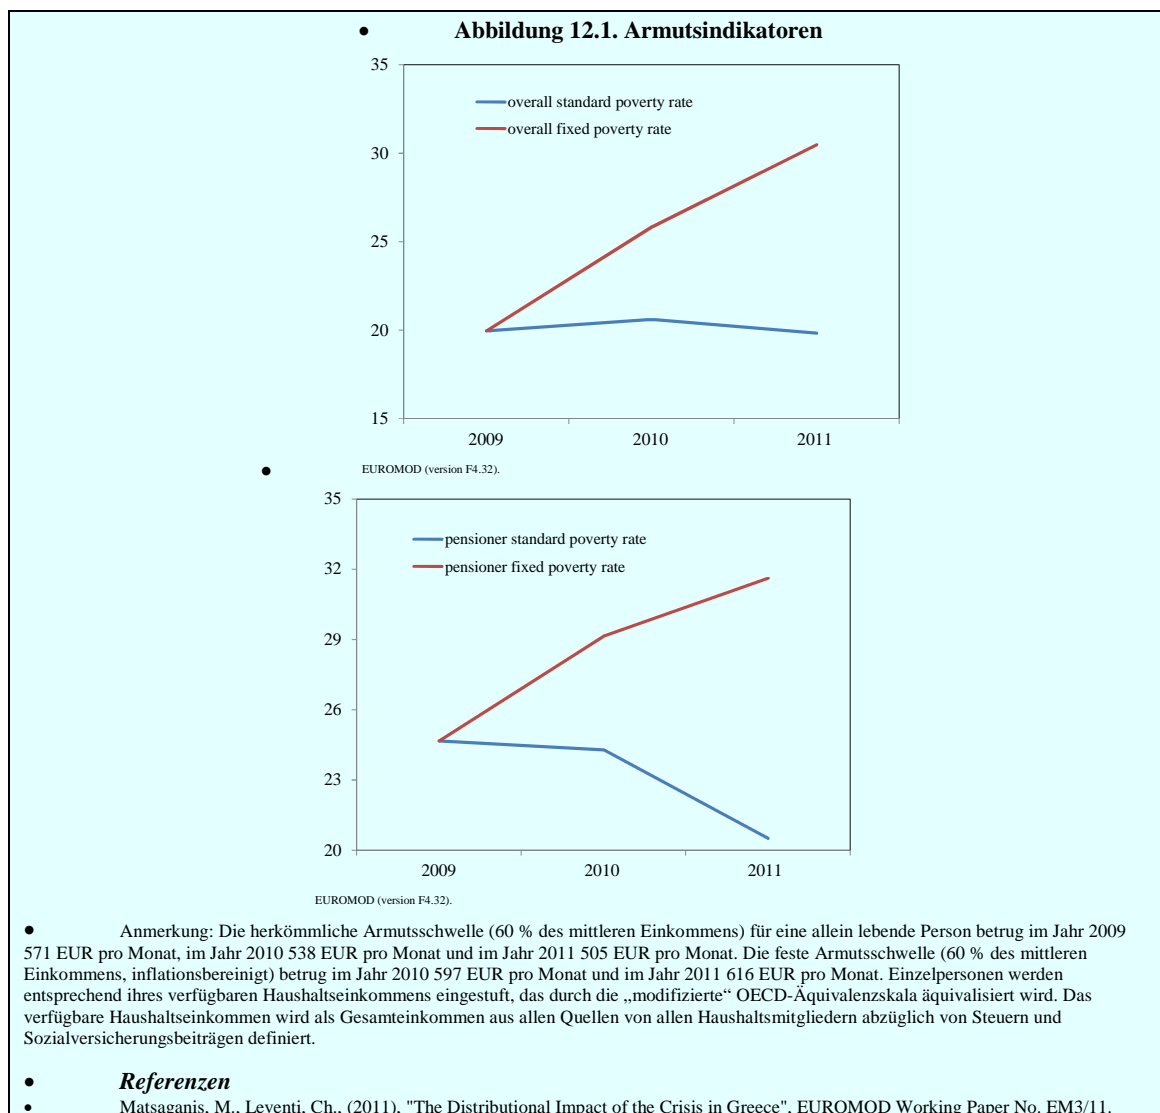 • Abbildung 12.1. Armutsindikatoren
35
overall standard poverty rate
overall fixed poverty rate
30
25
20
15
2009 2010 2011
• EUROMOD (version F4.32).
35
pensioner standard poverty rate
pensioner fixed poverty rate
32
29
26
23
20
2009 2010 2011
EUROMOD (version F4.32).
• Anmerkung: Die herkömmliche Armutsschwelle (60 % des mittleren Einkommens) für eine allein lebende Person betrug im Jahr 2009
571 EUR pro Monat, im Jahr 2010 538 EUR pro Monat und im Jahr 2011 505 EUR pro Monat. Die feste Armutsschwelle (60 % des mittleren
Einkommens, inflationsbereinigt) betrug im Jahr 2010 597 EUR pro Monat und im Jahr 2011 616 EUR pro Monat. Einzelpersonen werden
entsprechend ihres verfügbaren Haushaltseinkommens eingestuft, das durch die „modifizierte“ OECD-Äquivalenzskala äquivalisiert wird. Das
verfügbare Haushaltseinkommen wird als Gesamteinkommen aus allen Quellen von allen Haushaltsmitgliedern abzüglich von Steuern und
Sozialversicherungsbeiträgen definiert.
• Referenzen
• Matsaganis, M., Leventi, Ch., (2011), "The Distributional Impact of the Crisis in Greece", EUROMOD Working Paper No. EM3/11.